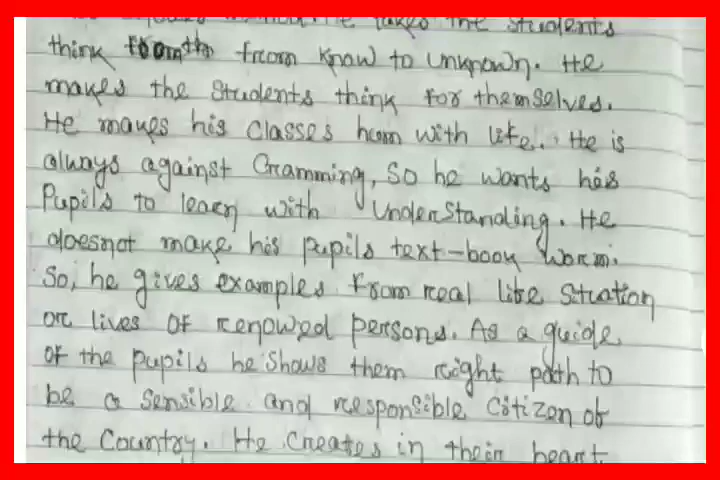 takes the students
think from know to unknown. He
makes the students think for themselves.
He makes his classes hum with life. He is
always against Cramming, So he wants his
Pupils to learn with Understanding. He
doesnot make his pupils text-book worm.
So, he gives examples from real life Situation
or lives of renowed persons. As a guide
of the pupils he shows them right path to
be a sensible and responsible citizen of
the Country. He Creates in their heart